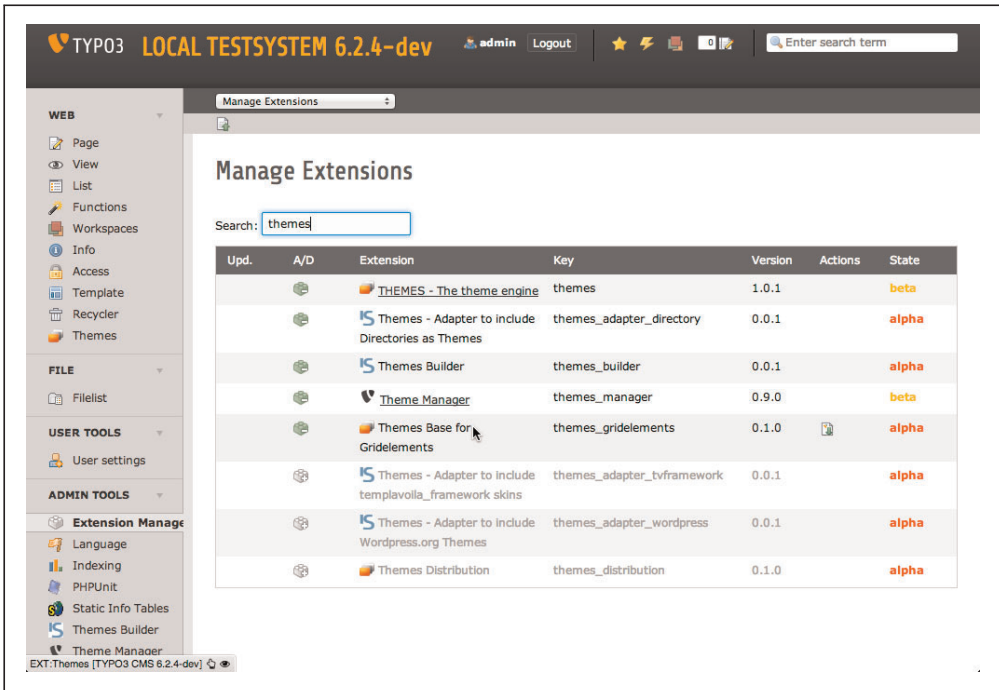 TYPO3 LOCAL TESTSYSTEM 6.2.4-dev admin Logout 0 Enter search term
Manage Extensions
WEB
Page
View
List
Functions
Workspaces
Info
Access
Template
Recycler
Themes
FILE
Filelist
USER TOOLS
User settings
ADMIN TOOLS
Extension Manage
Language
Indexing
PHPUnit
Static Info Tables
Themes Builder
Theme Manager
EXT:Themes [TYPO3 CMS 6.2.4-dev]
Manage Extensions
Search: themes
Upd. A/D Extension Key Version Actions State
THEMES - The theme engine themes 1.0.1 beta
Themes - Adapter to include themes_adapter_directory 0.0.1 alpha
Directories as Themes
Themes Builder themes_builder 0.0.1 alpha
Theme Manager themes_manager 0.9.0 beta
Themes Base for themes_gridelements 0.1.0 alpha
Gridelements
Themes - Adapter to include themes_adapter_tvframework 0.0.1 alpha
templavoila_framework skins
Themes - Adapter to include themes_adapter_wordpress 0.0.1 alpha
Wordpress.org Themes
Themes Distribution themes_distribution 0.1.0 alpha